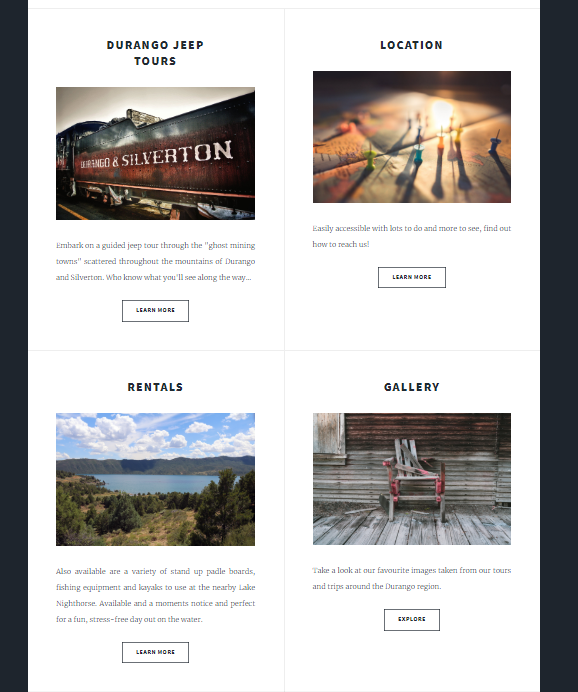 DURANGO JEEP
TOURS
DURANGO & SILVERTON
Embark on a guided jeep tour through the "ghost mining
towns" scattered throughout the mountains of Durango
and Silverton. Who know what you'll see along the way...
LEARN MORE
LOCATION
Easily accessible with lots to do and more to see, find out
how to reach us!
LEARN MORE
RENTALS
Also available are a variety of stand up padle boards,
fishing equipment and kayaks to use at the nearby Lake
Nighthorse. Available and a moments notice and perfect
for a fun, stress-free day out on the water.
LEARN MORE
GALLERY
Take a look at our favourite images taken from our tours
and trips around the Durango region.
EXPLORE